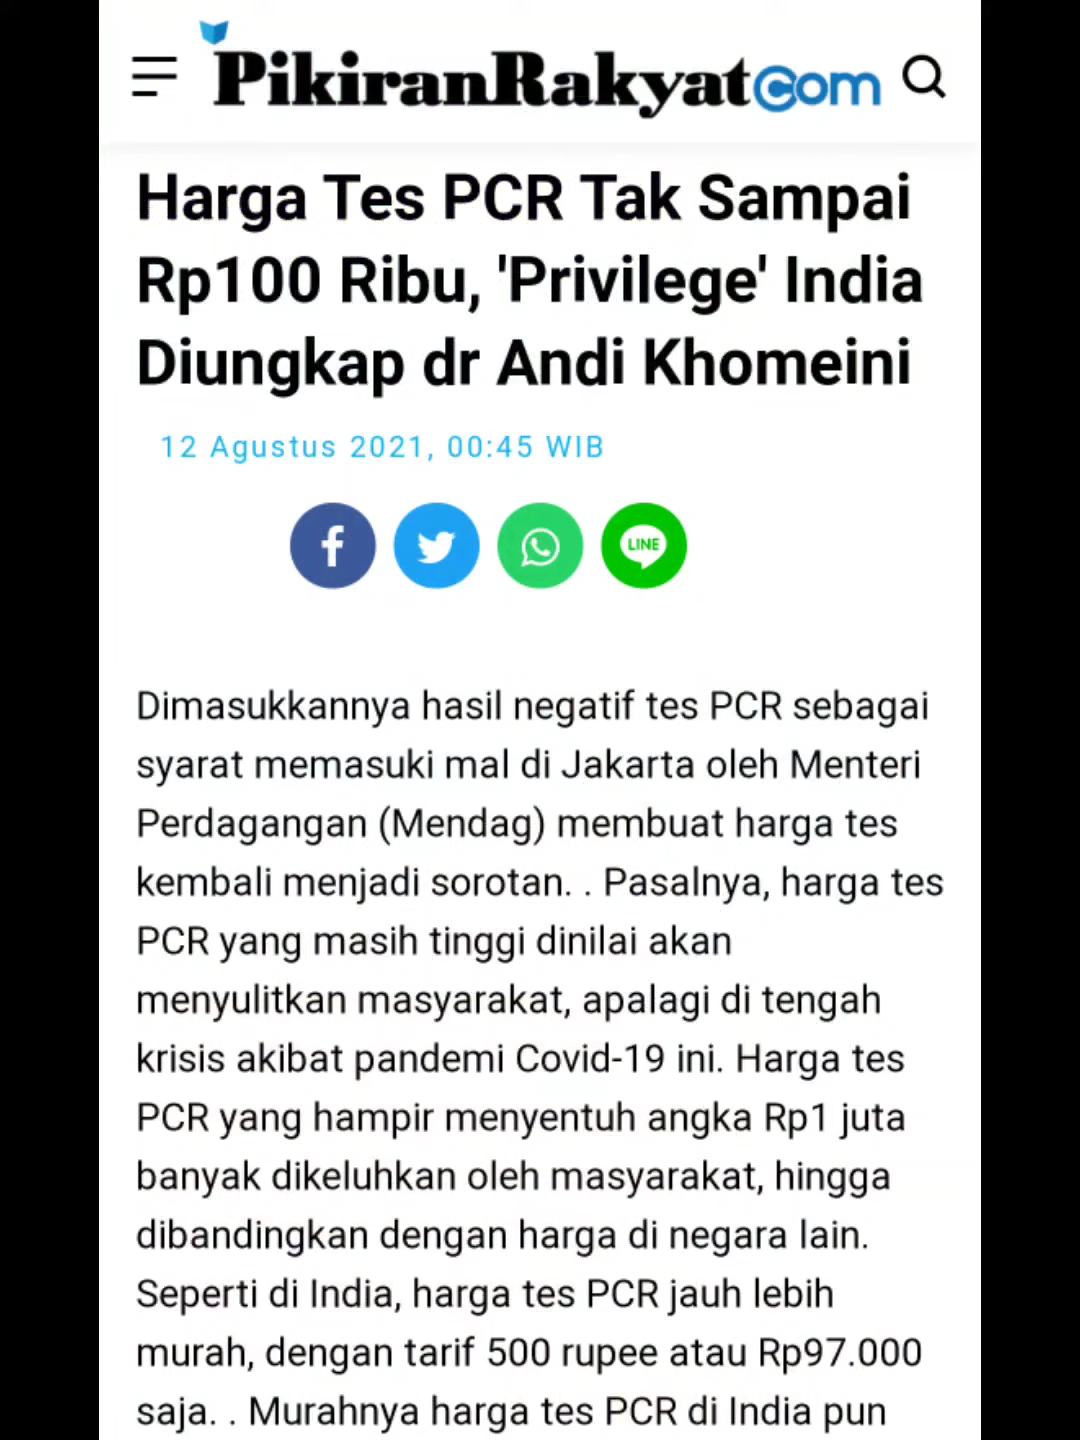 PikiranRakyat.com
Harga Tes PCR Tak Sampai
Rp100 Ribu, 'Privilege' India
Diungkap dr Andi Khomeini
12 Agustus 2021, 00:45 WIB
LINE
Dimasukkannya hasil negatif tes PCR sebagai
syarat memasuki mal di Jakarta oleh Menteri
Perdagangan (Mendag) membuat harga tes
kembali menjadi sorotan. . Pasalnya, harga tes
PCR yang masih tinggi dinilai akan
menyulitkan masyarakat, apalagi di tengah
krisis akibat pandemi Covid-19 ini. Harga tes
PCR yang hampir menyentuh angka Rp1 juta
banyak dikeluhkan oleh masyarakat, hingga
dibandingkan dengan harga di negara lain.
Seperti di India, harga tes PCR jauh lebih
murah, dengan tarif 500 rupee atau Rp97.000
saja. . Murahnya harga tes PCR di India pun